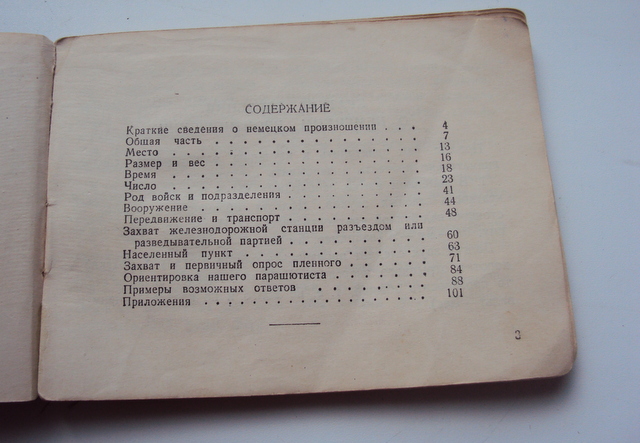 СОДЕРЖАНИЕ
Краткие сведения о немецком произношении . . . 4
Общая часть . . . . . . . . . . . . . . 7
Место . . . . . . . . . . . . . . . . 13
Размер и вес . . . . . . . . . . . . . 16
Время . . . . . . . . . . . . . . . . 18
Число . . . . . . . . . . . . . . . . 23
Род войск и подразделения . . . . . . . . . 41
Вооружение . . . . . . . . . . . . . . 44
Передвижение и транспорт . . . . . . . . . 48
Захват железнодорожной станции разъездом или
разведывательной партией . . . . . . . . 60
Населенный пункт . . . . . . . . . . . . 63
Захват и первичный опрос пленного . . . . . . 71
Ориентировка нашего парашютиста . . . . . . 84
Примеры возможных ответов . . . . . . . 88
Приложения . . . . . . . . . . . . . . 101
3